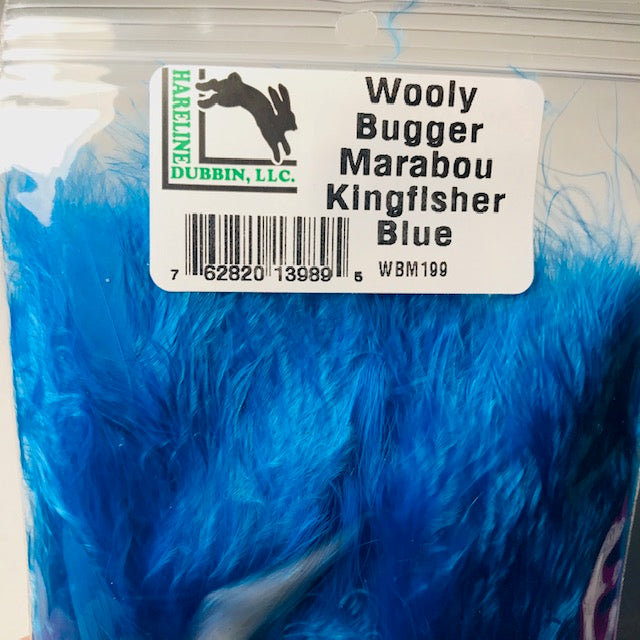 HARELINE
DUBBIN, LLC.
Wooly
Bugger
Marabou
Kingfisher
Blue
7 62820 13989 5
WBM199